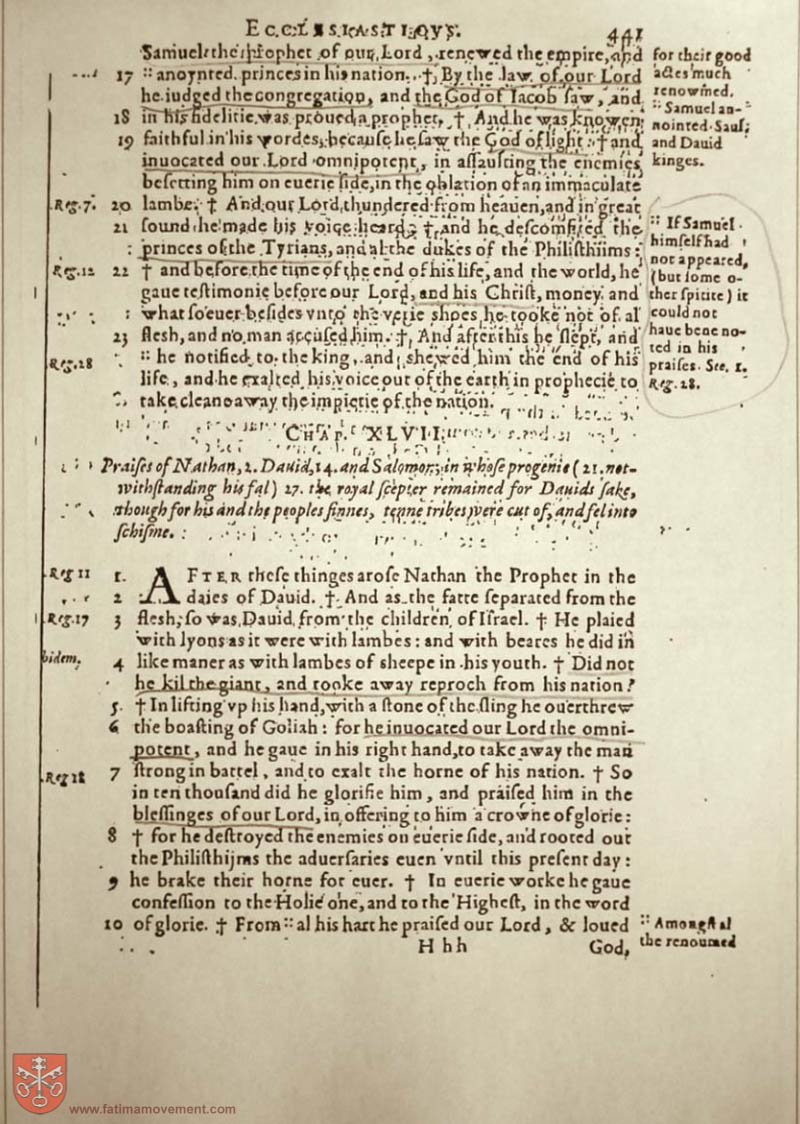 ECCLESIASTIQVS. 441
Samuel the prophet of our Lord, renewed the empire, and
17 :: anoynted princes in his nation. † By the law of our Lord
he iudged the congregation, and the God of Iacob saw, and
18 in his fidelitie was proued a prophet. † And he was knowen
19 faithful in his wordes, because he saw the God of light: † and
inuocated our Lord omnipotent, in assaulting the enemies
besetting him on euerie side, in the oblation of an immaculate
Reg. 7. 20 lambe. † And our Lord thundered from heauen, and in great
21 sound he made his voice heard, † and he descomfited the
princes of the Tyrians, and al the dukes of the Philisthiims:
Reg. 12 22 † and before the time of the end of his life, and the world, he
gaue testimonie before our Lord, and his Christ, money and
what soeuer besides vnto the verie shoes he tooke not of al
23 flesh, and no man accused him. † And after this he slept, and
Reg. 28 :: he notified to the king, and shewed him the end of his
life, and he exalted his voice out of the earth in prophecie to
take cleane away the impietie of the nation.
for their good
actes much
renowmed.
:: Samuel an-
nointed Saul
and Dauid
kinges.
:: If Samuel
himself had
not appeared,
(but some o-
ther spirite) it
could not
haue bene no-
ted in his
praises. See. 1.
Reg. 28.
CHAP. XLVII.
Praises of Nathan, 2. Dauid, 14. and Salomon, in whose progenie (21. not-
withstanding his fal) 27. the royal scepter remained for Dauids sake,
though for his and the peoples sinnes, tenne tribes were cut of, and fel into
schisme.
Reg 11 1. AFTER these thinges arose Nathan the Prophet in the
2 daies of Dauid. † And as the fatte separated from the
Reg. 17 3 flesh, so was Dauid from the children of Israel. † He plaied
with lyons as it were with lambes: and with beares he did in
bidem. 4 like maner as with lambes of sheepe in his youth. † Did not
he kil the giant, and tooke away reproch from his nation?
5. † In lifting vp his hand, with a stone of the sling he ouerthrew
6 the boasting of Goliah: for he inuocated our Lord the omni-
potent, and he gaue in his right hand, to take away the man
Reg 18 7 strong in battel, and to exalt the horne of his nation. † So
in ten thousand did he glorifie him, and praised him in the
blessinges of our Lord, in offering to him a crowne of glorie:
8 † for he destroyed the enemies on euerie side, and rooted out
the Philisthijms the aduersaries euen vntil this present day:
9 he brake their horne for euer. † In euerie worke he gaue
confession to the Holie one, and to the Highest, in the word
10 of glorie. † From :: al his hart he praised our Lord, & loued
H h h God,
:: Amongst al
the renoumed
www.fatimamovement.com